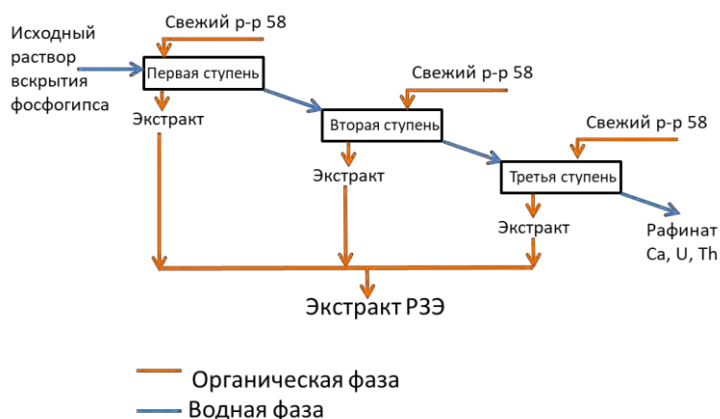 Свежий р-р 58
Исходный
раствор
вскрытия
фосфогипса
Первая ступень
Экстракт
Свежий р-р 58
Вторая ступень
Экстракт
Свежий р-р 58
Третья ступень
Экстракт
Рафинат
Ca, U, Th
Экстракт РЗЭ
Органическая фаза
Водная фаза